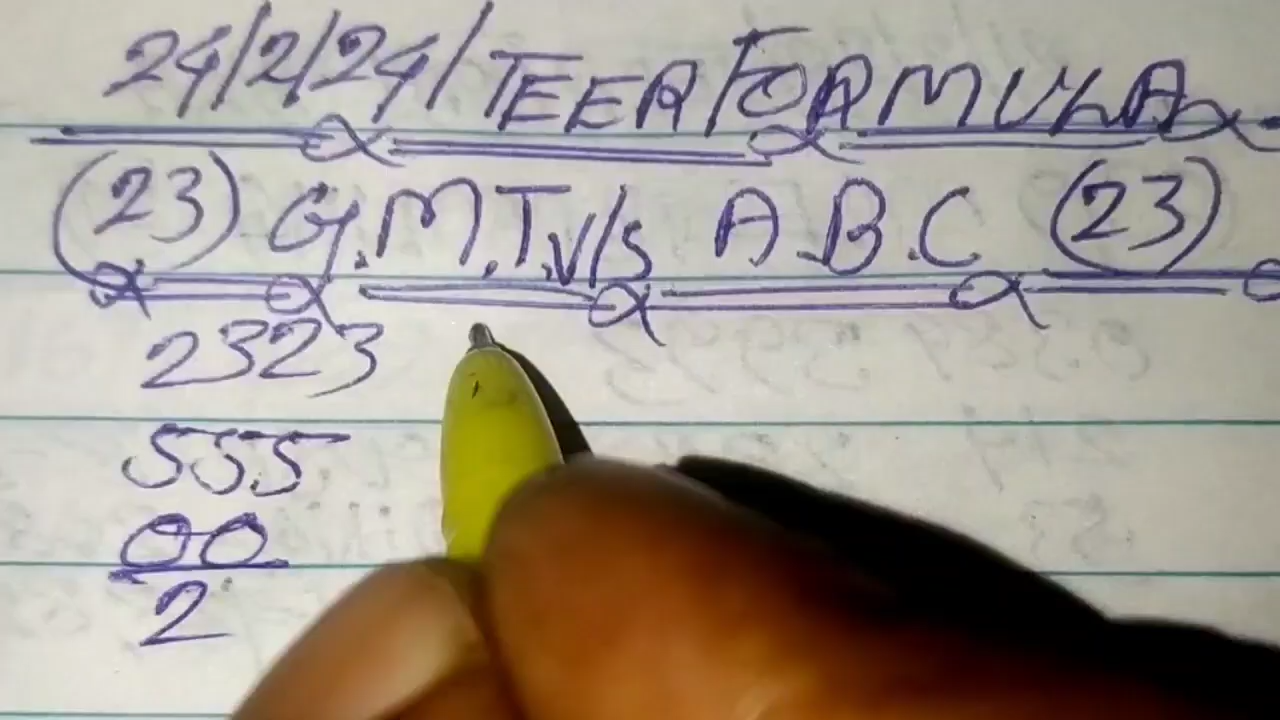 24/2/24/TEER FORMULA
(23) G.M.T. v/s A.B.C (23)
2323
555
00
2